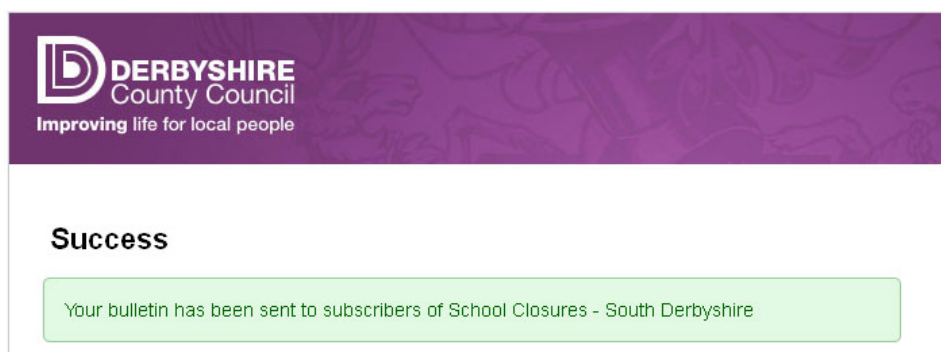 DERBYSHIRE
County Council
Improving life for local people
Success
Your bulletin has been sent to subscribers of School Closures - South Derbyshire